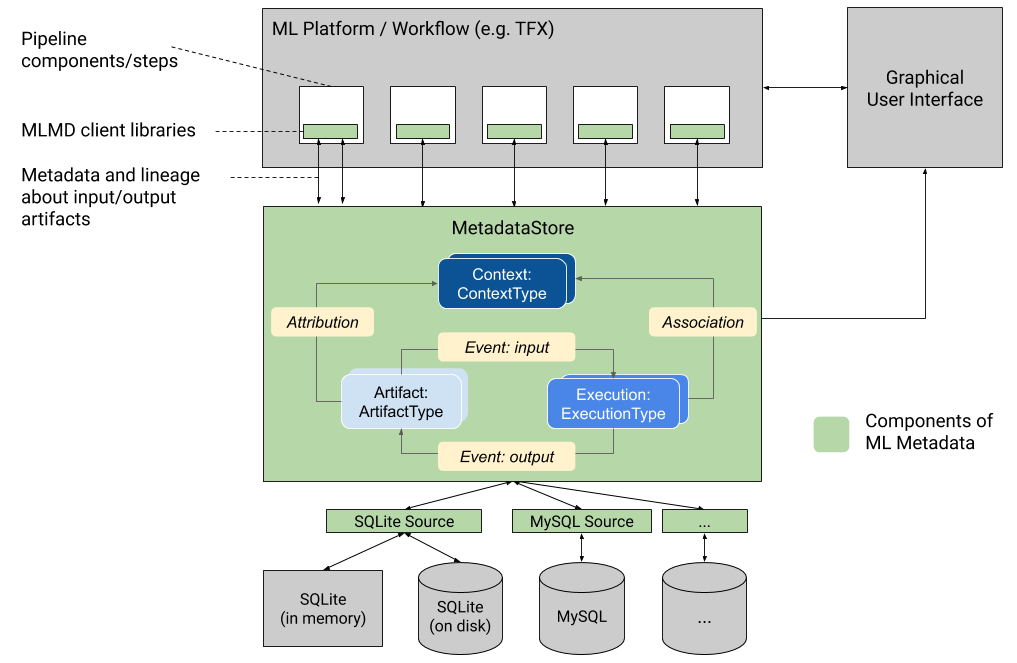 ML Platform / Workflow (e.g. TFX)
Pipeline
components/steps
Graphical
User Interface
MLMD client libraries
Metadata and lineage
about input/output
artifacts
MetadataStore
Context:
ContextType
Attribution
Association
Event: input
Artifact:
ArtifactType
Execution:
ExecutionType
Event: output
Components of
ML Metadata
SQLite Source
MySQL Source
...
SQLite
(in memory)
SQLite
(on disk)
MySQL
...